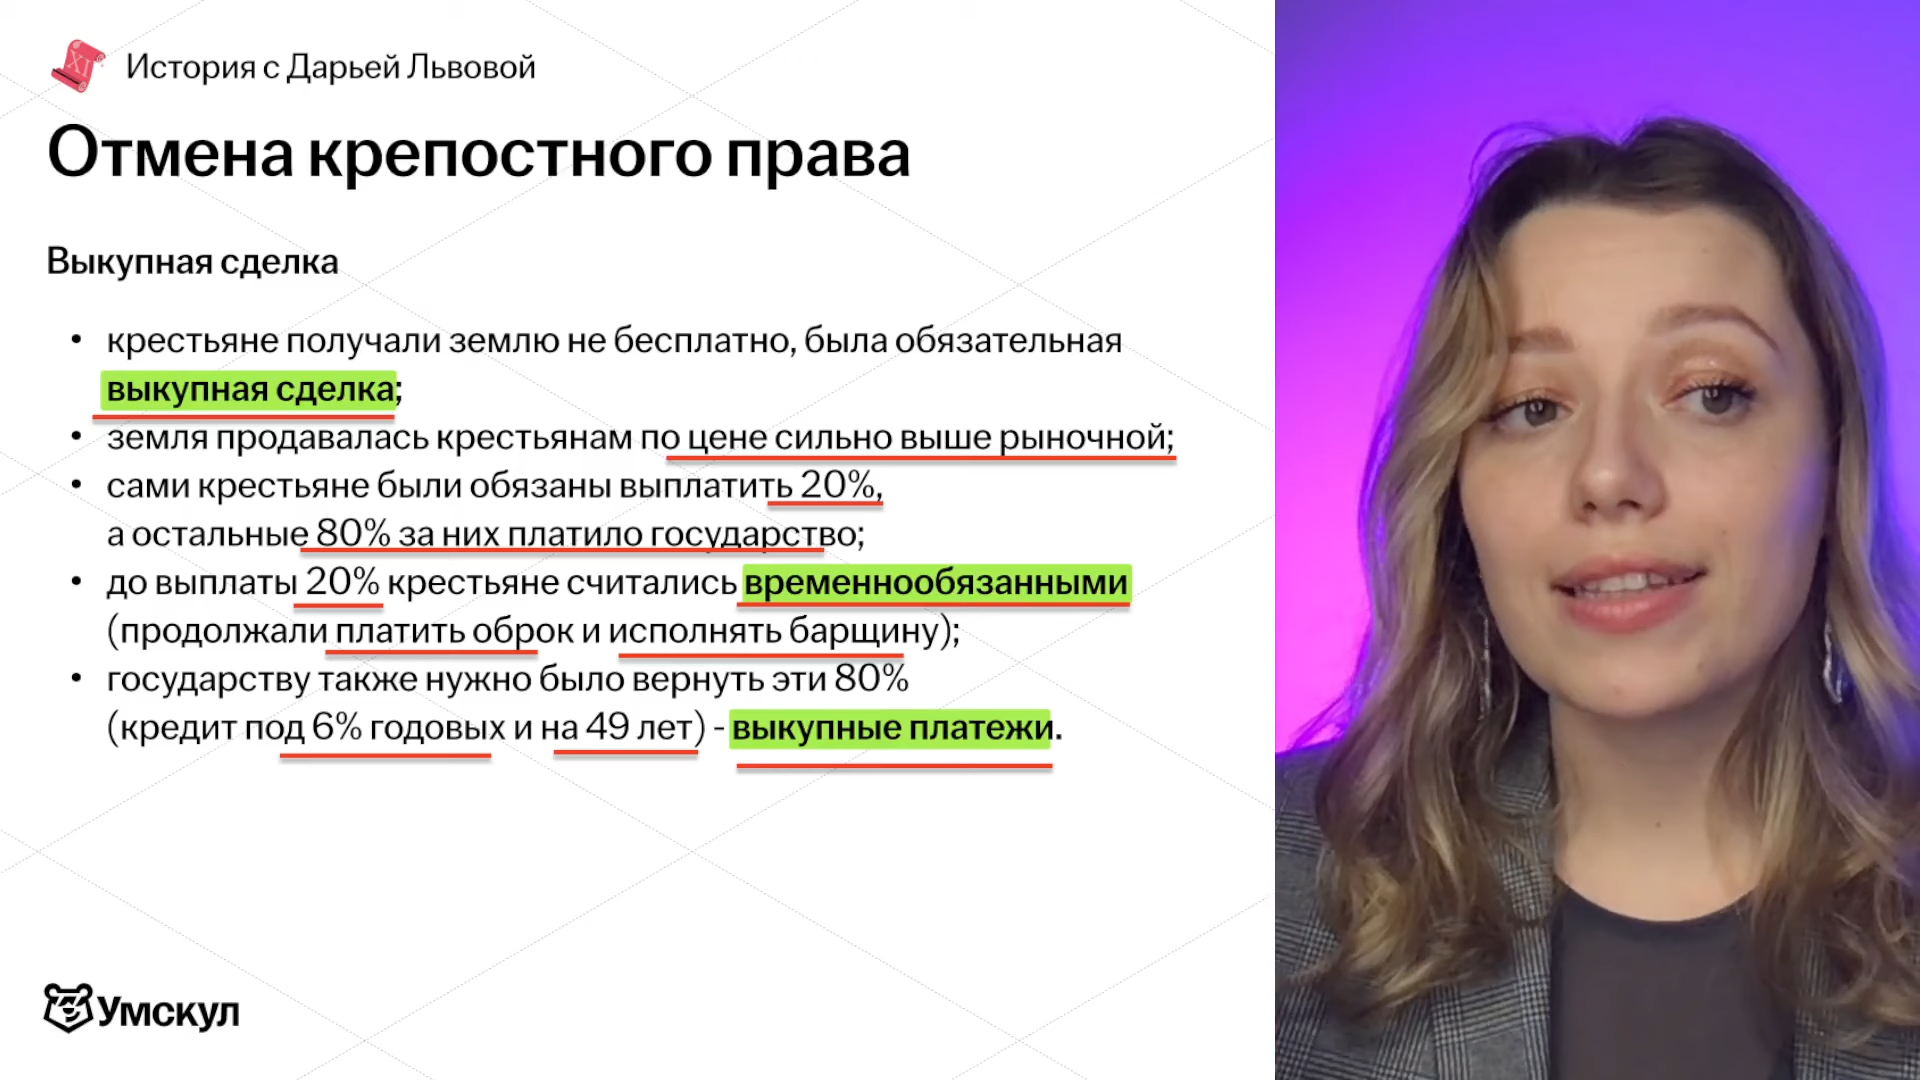 XI
История с Дарьей Львовой
Отмена крепостного права
Выкупная сделка
• крестьяне получали землю не бесплатно, была обязательная
выкупная сделка;
• земля продавалась крестьянам по цене сильно выше рыночной;
• сами крестьяне были обязаны выплатить 20%,
а остальные 80% за них платило государство;
• до выплаты 20% крестьяне считались временнообязанными
(продолжали платить оброк и исполнять барщину);
• государству также нужно было вернуть эти 80%
(кредит под 6% годовых и на 49 лет) - выкупные платежи.
Умскул